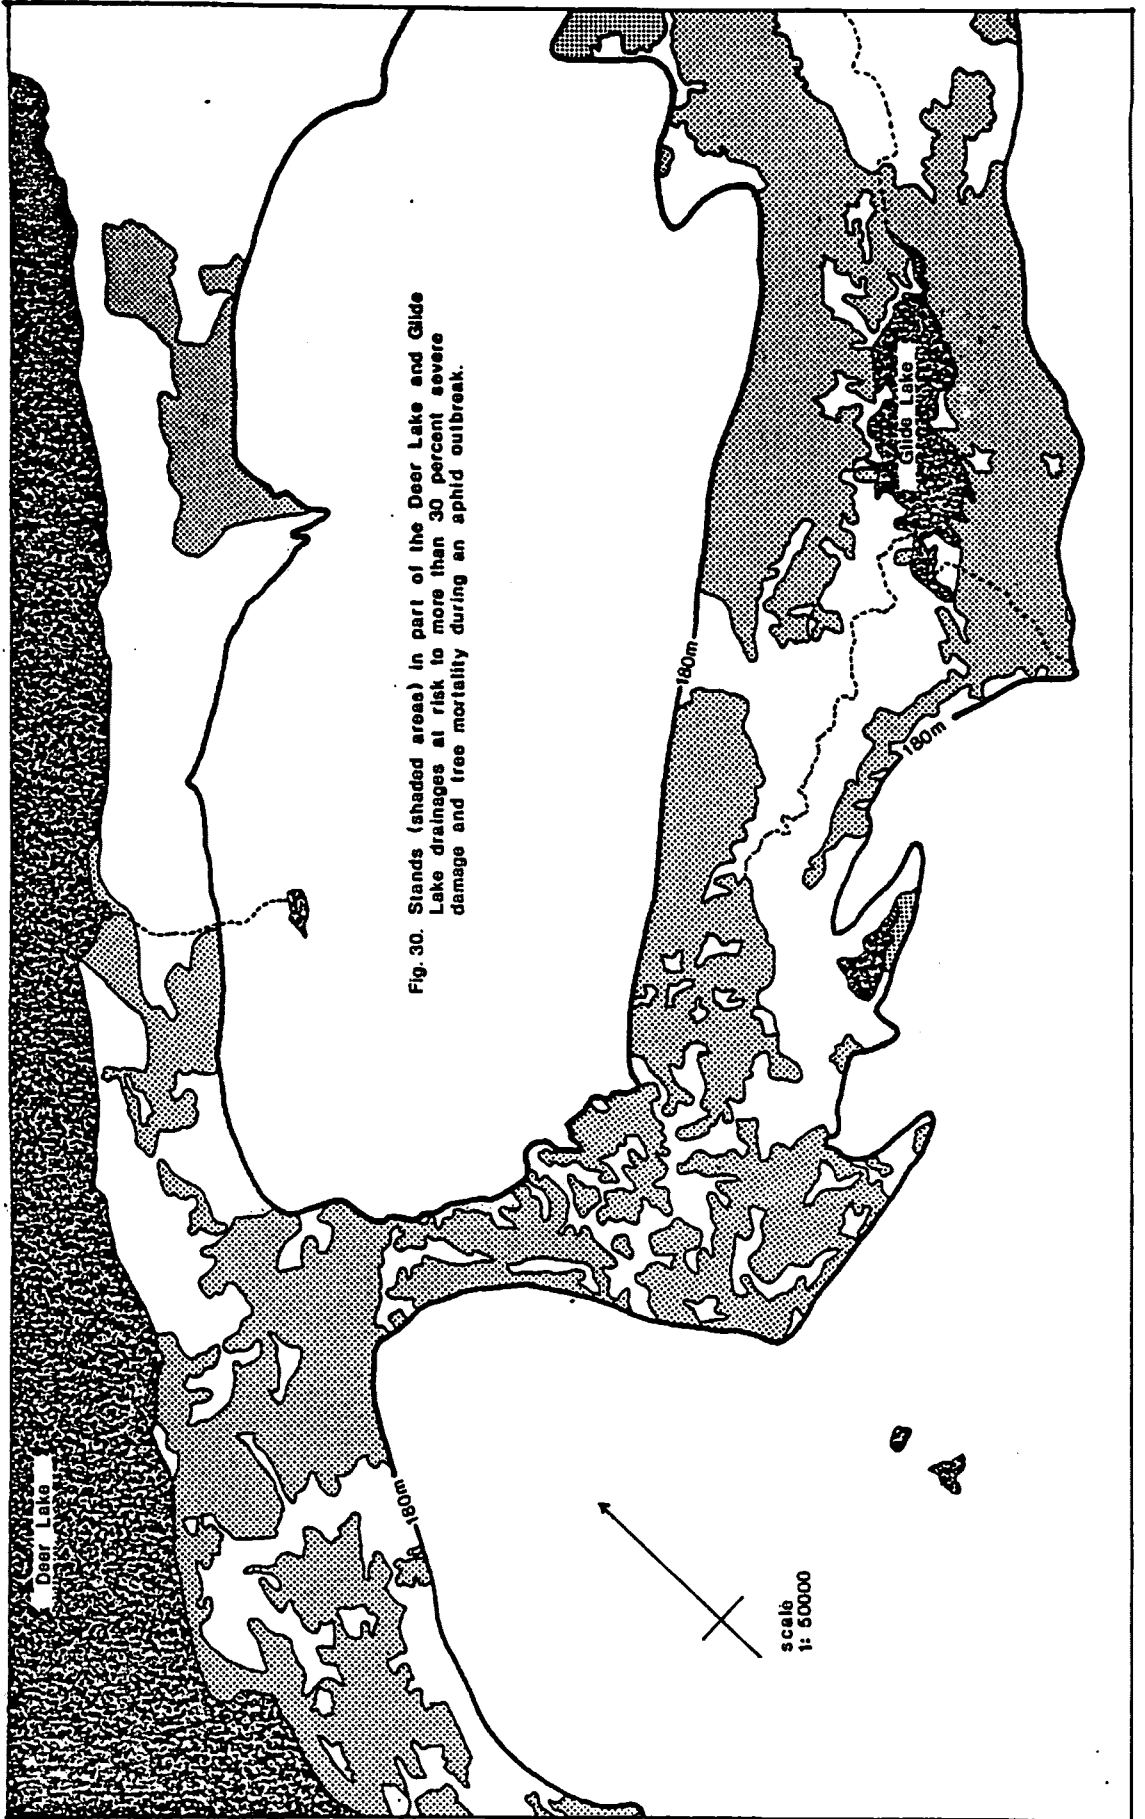 Deer Lake
Glide Lake
180m
180m
180m
scale
1: 50000
Fig. 30. Stands (shaded areas) in part of the Deer Lake and Glide
Lake drainages at risk to more than 30 percent severe
damage and tree mortality during an aphid outbreak.